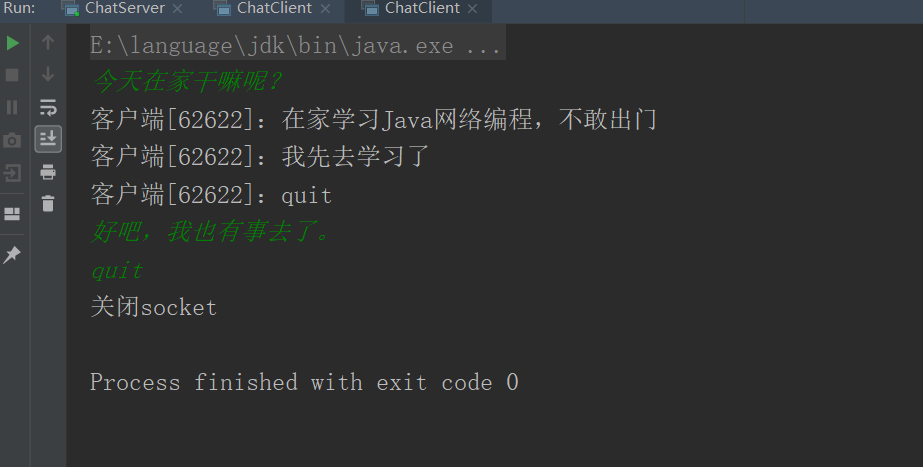 Run: ChatServer ChatClient ChatClient
E:\language\jdk\bin\java.exe ...
今天在家干嘛呢?
客户端[62622]: 在家学习Java网络编程，不敢出门
客户端[62622]: 我先去学习了
客户端[62622]: quit
好吧，我也有事去了。
quit
关闭socket
Process finished with exit code 0